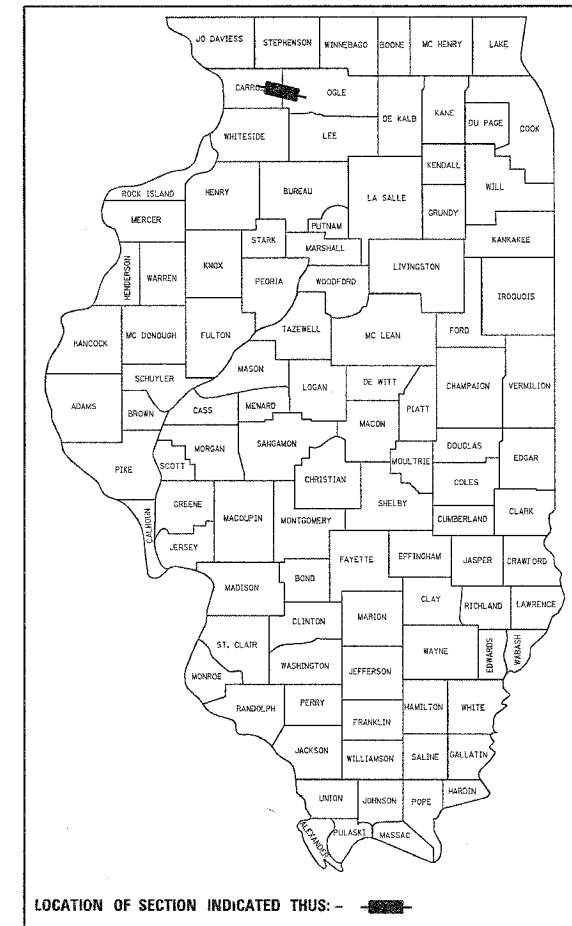 JO DAVIESS STEPHENSON WINNEBAGO BOONE MC HENRY LAKE
CARRO OGLE
DE KALB KANE DU PAGE COOK
WHITESIDE LEE
KENDALL WILL
ROCK ISLAND HENRY BUREAU LA SALLE GRUNDY
MERCER PUTNAM KANKAKEE
STARK MARSHALL
HENDERSON WARREN KNOX PEORIA WOODFORD LIVINGSTON IROQUOIS
HANCOCK MC DONOUGH FULTON TAZEWELL MC LEAN FORD
SCHUYLER MASON LOGAN DE WITT CHAMPAIGN VERMILION
ADAMS BROWN CASS MENARD PIATT
MACON
MORGAN SANGAMON DOUGLAS EDGAR
PIKE SCOTT MOULTRIE
CHRISTIAN COLES
GREENE SHELBY
CALHOUN MACOUPIN MONTGOMERY CUMBERLAND CLARK
JERSEY
FAYETTE EFFINGHAM JASPER CRAWFORD
MADISON BOND
CLAY RICHLAND LAWRENCE
CLINTON MARION
ST. CLAIR WAYNE EDWARDS WABASH
WASHINGTON JEFFERSON
MONROE
RANDOLPH PERRY HAMILTON WHITE
FRANKLIN
JACKSON WILLIAMSON SALINE GALLATIN
UNION JOHNSON POPE HARDIN
ALEXANDER PULASKI MASSAC
LOCATION OF SECTION INDICATED THUS: -